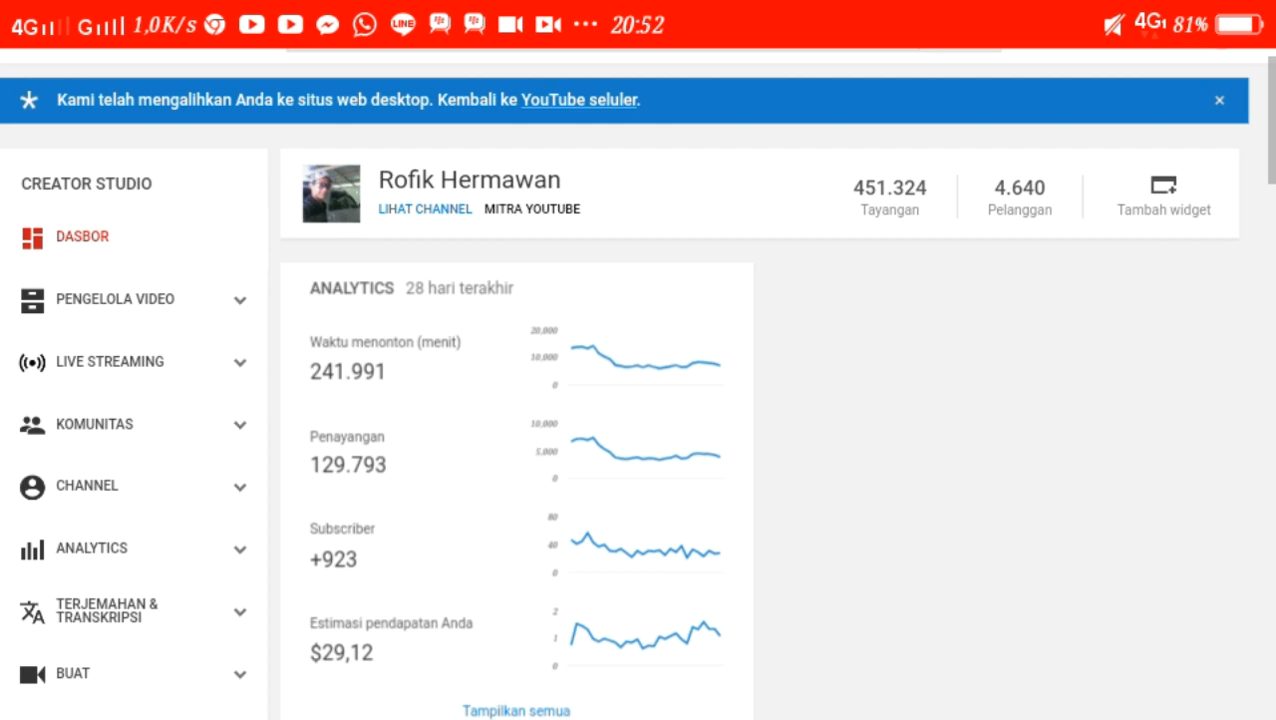 4G G 1,0K/s LINE 20:52 4G1 81%
Kami telah mengalihkan Anda ke situs web desktop. Kembali ke YouTube seluler. ×
CREATOR STUDIO
DASBOR
PENGELOLA VIDEO
LIVE STREAMING
KOMUNITAS
CHANNEL
ANALYTICS
TERJEMAHAN &
TRANSKRIPSI
BUAT
Rofik Hermawan
LIHAT CHANNEL MITRA YOUTUBE
451.324
Tayangan
4.640
Pelanggan
Tambah widget
ANALYTICS 28 hari terakhir
Waktu menonton (menit)
241.991
20,000
10,000
0
Penayangan
129.793
10,000
5,000
0
Subscriber
+923
80
40
0
Estimasi pendapatan Anda
$29,12
2
1
0
Tampilkan semua